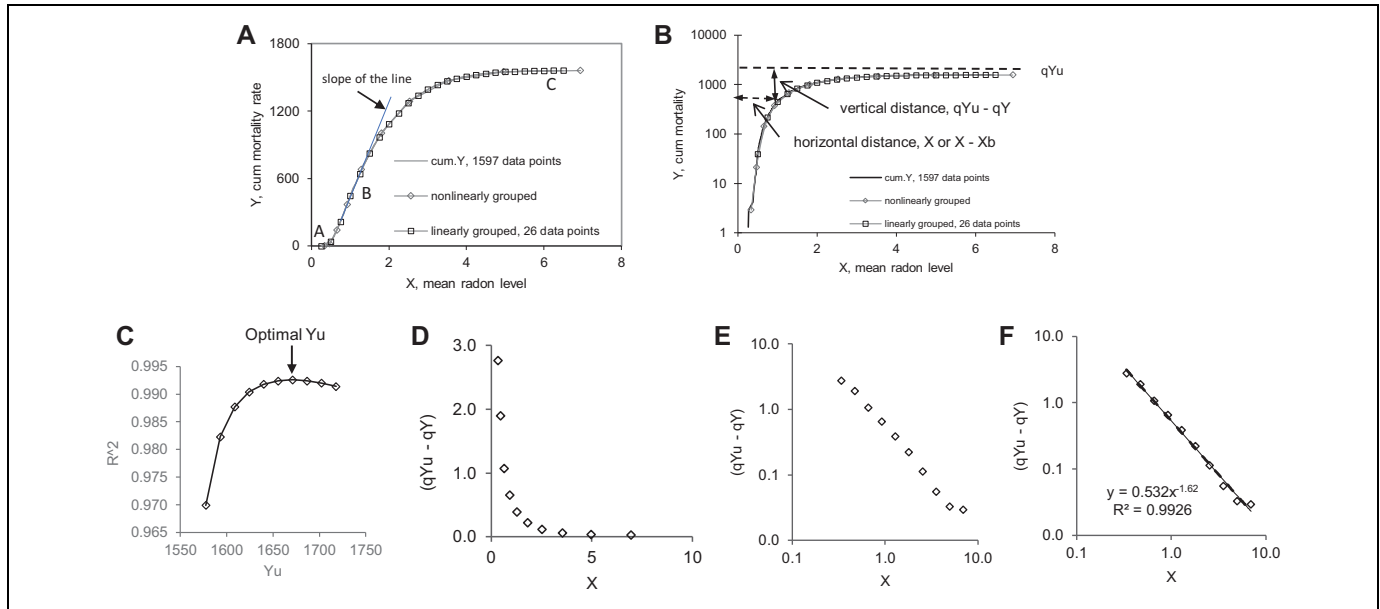 A
1800
1200
600
0
Y, cum mortality rate
slope of the line
A
B
C
cum.Y, 1597 data points
nonlinearly grouped
linearly grouped, 26 data points
0 2 4 6 8
X, mean radon level
B
10000
1000
100
10
1
Y, cum mortality
qYu
vertical distance, qYu - qY
horizontal distance, X or X - Xb
cum.Y, 1597 data points
nonlinearly grouped
linearly grouped, 26 data points
0 2 4 6 8
X, mean radon level
C
Optimal Yu
0.995
0.990
0.985
0.980
0.975
0.970
0.965
R^2
1550 1600 1650 1700 1750
Yu
D
3.0
2.0
1.0
0.0
(qYu - qY)
0 5 10
X
E
10.0
1.0
0.1
0.0
(qYu - qY)
0.1 1.0 10.0
X
F
10.0
1.0
0.1
0.0
(qYu - qY)
y = 0.532x-1.62
R² = 0.9926
0.1 1.0 10.0
X